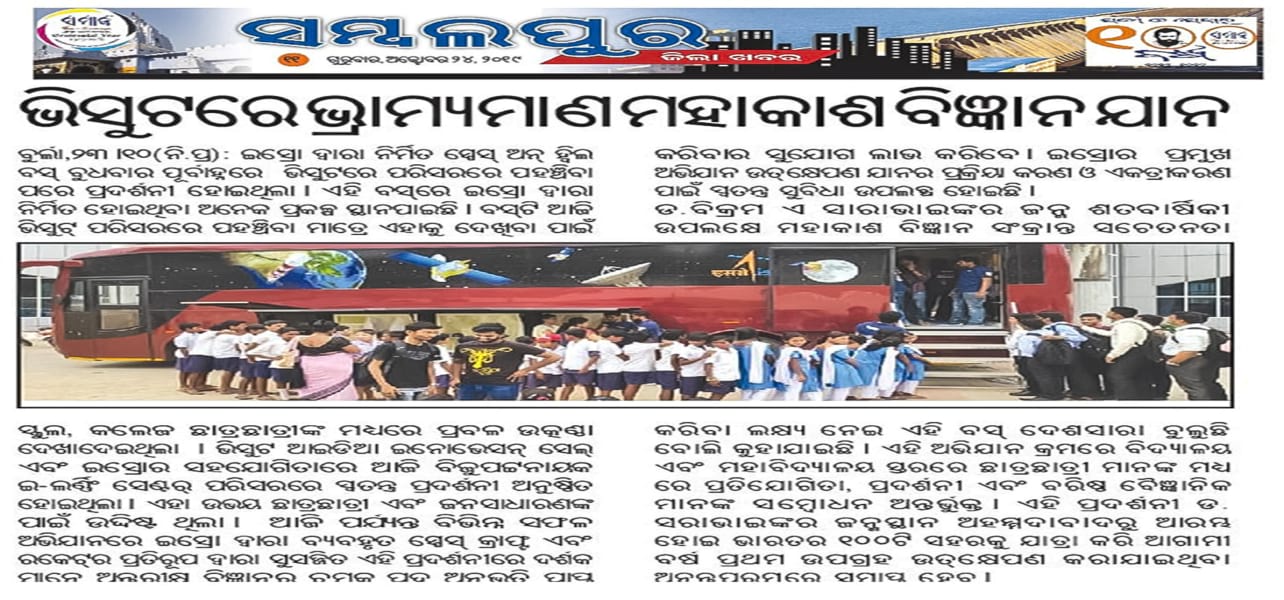 ସମ୍ବଲପୁର
୧୧
ଗୁରୁବାର, ଅକ୍ଟୋବର ୨୪, ୨୦୧୯
ଜିଲା ଖବର
ସମାଜ
ଭିସୁଟରେ ଭ୍ରାମ୍ୟମାଣ ମହାକାଶ ବିଜ୍ଞାନ ଯାନ
ବୁର୍ଲା,୨୩ ।୧୦(ନି.ପ୍ର): ଇସ୍ରୋ ଦ୍ୱାରା ନିର୍ମିତ ସ୍ପେସ୍ ଅନ୍ ହ୍ୱିଲ
ବସ୍ ବୁଧବାର ପୂର୍ବାହ୍ନରେ ଭିସୁଟରେ ପରିସରରେ ପହଞ୍ଚିବା
ପରେ ପ୍ରଦର୍ଶନୀ ହୋଇଥିଲା । ଏହି ବସ୍‌ରେ ଇସ୍ରୋ ଦ୍ୱାରା
ନିର୍ମିତ ହୋଇଥିବା ଅନେକ ପ୍ରକଳ୍ପ ସ୍ଥାନପାଇଛି । ବସ୍‌ଟି ଆଜି
ଭିସୁଟ୍ ପରିସରରେ ପହଞ୍ଚିବା ମାତ୍ରେ ଏହାକୁ ଦେଖିବା ପାଇଁ
इसरो
ସ୍କୁଲ, କଲେଜ ଛାତ୍ରଛାତ୍ରୀଙ୍କ ମଧ୍ୟରେ ପ୍ରବଳ ଉତ୍କଣ୍ଠା
ଦେଖାଦେଇଥିଲା । ଭିସୁଟ ଆଇଡିଆ ଇନୋଭେସନ୍ ସେଲ୍
ଏବଂ ଇସ୍ରୋର ସହଯୋଗିତାରେ ଆଜି ବିଜୁପଟ୍ଟନାୟକ
ଇ-ଲର୍ଣ୍ଣିଂ ସେଣ୍ଟର୍ ପରିସରରେ ସ୍ୱତନ୍ତ୍ର ପ୍ରଦର୍ଶନୀ ଅନୁଷ୍ଠିତ
ହୋଇଥିଲା । ଏହା ଉଭୟ ଛାତ୍ରଛାତ୍ରୀ ଏବଂ ଜନସାଧାରଣଙ୍କ
ପାଇଁ ଉଦ୍ଦିଷ୍ଟ ଥିଲା । ଆଜି ପର୍ଯ୍ୟନ୍ତ ବିଭିନ୍ନ ସଫଳ
ଅଭିଯାନରେ ଇସ୍ରୋ ଦ୍ୱାରା ବ୍ୟବହୃତ ସ୍ପେସ୍ କ୍ରାଫ୍ଟ ଏବଂ
ରକେଟ୍‌ର ପ୍ରତିରୂପ ଦ୍ୱାରା ସୁସଜ୍ଜିତ ଏହି ପ୍ରଦର୍ଶନୀରେ ଦର୍ଶକ
ମାନେ ଅନ୍ତରୀକ୍ଷ ବିଜ୍ଞାନର ଚମକ ପ୍ରଦ ଅନୁଭୂତି ପ୍ରାପ୍ତ
କରିବାର ସୁଯୋଗ ଲାଭ କରିବେ । ଇସ୍ରୋର ପ୍ରମୁଖ
ଅଭିଯାନ ଉତ୍‌କ୍ଷେପଣ ଯାନର ପ୍ରକ୍ରିୟା କରଣ ଓ ଏକତ୍ରୀକରଣ
ପାଇଁ ସ୍ୱତନ୍ତ୍ର ସୁବିଧା ଉପଲବ୍ଧ ହୋଇଛି ।
ଡ.ବିକ୍ରମ ଏ ସାରାଭାଇଙ୍କର ଜନ୍ମ ଶତବାର୍ଷିକୀ
ଉପଲକ୍ଷେ ମହାକାଶ ବିଜ୍ଞାନ ସଂକ୍ରାନ୍ତ ସଚେତନତା
କରିବା ଲକ୍ଷ୍ୟ ନେଇ ଏହି ବସ୍ ଦେଶସାରା ବୁଲୁଛି
ବୋଲି କୁହାଯାଇଛି । ଏହି ଅଭିଯାନ କ୍ରମରେ ବିଦ୍ୟାଳୟ
ଏବଂ ମହାବିଦ୍ୟାଳୟ ସ୍ତରରେ ଛାତ୍ରଛାତ୍ରୀ ମାନଙ୍କ ମଧ୍ୟ
ରେ ପ୍ରତିଯୋଗିତା, ପ୍ରଦର୍ଶନୀ ଏବଂ ବରିଷ୍ଠ ବୈଜ୍ଞାନିକ
ମାନଙ୍କ ସମ୍ବୋଧନ ଅନ୍ତର୍ଭୁକ୍ତ । ଏହି ପ୍ରଦର୍ଶନୀ ଡ.
ସରାଭାଇଙ୍କର ଜନ୍ମସ୍ଥାନ ଅହମ୍ମଦାବାଦରୁ ଆରମ୍ଭ
ହୋଇ ଭାରତର ୧୦୦ଟି ସହରକୁ ଯାତ୍ରା କରି ଆଗାମୀ
ବର୍ଷ ପ୍ରଥମ ଉପଗ୍ରହ ଉତ୍‌କ୍ଷେପଣ କରାଯାଇଥିବା
ଅନନ୍ତପୁରମରେ ସମାପ୍ତ ହେବ ।